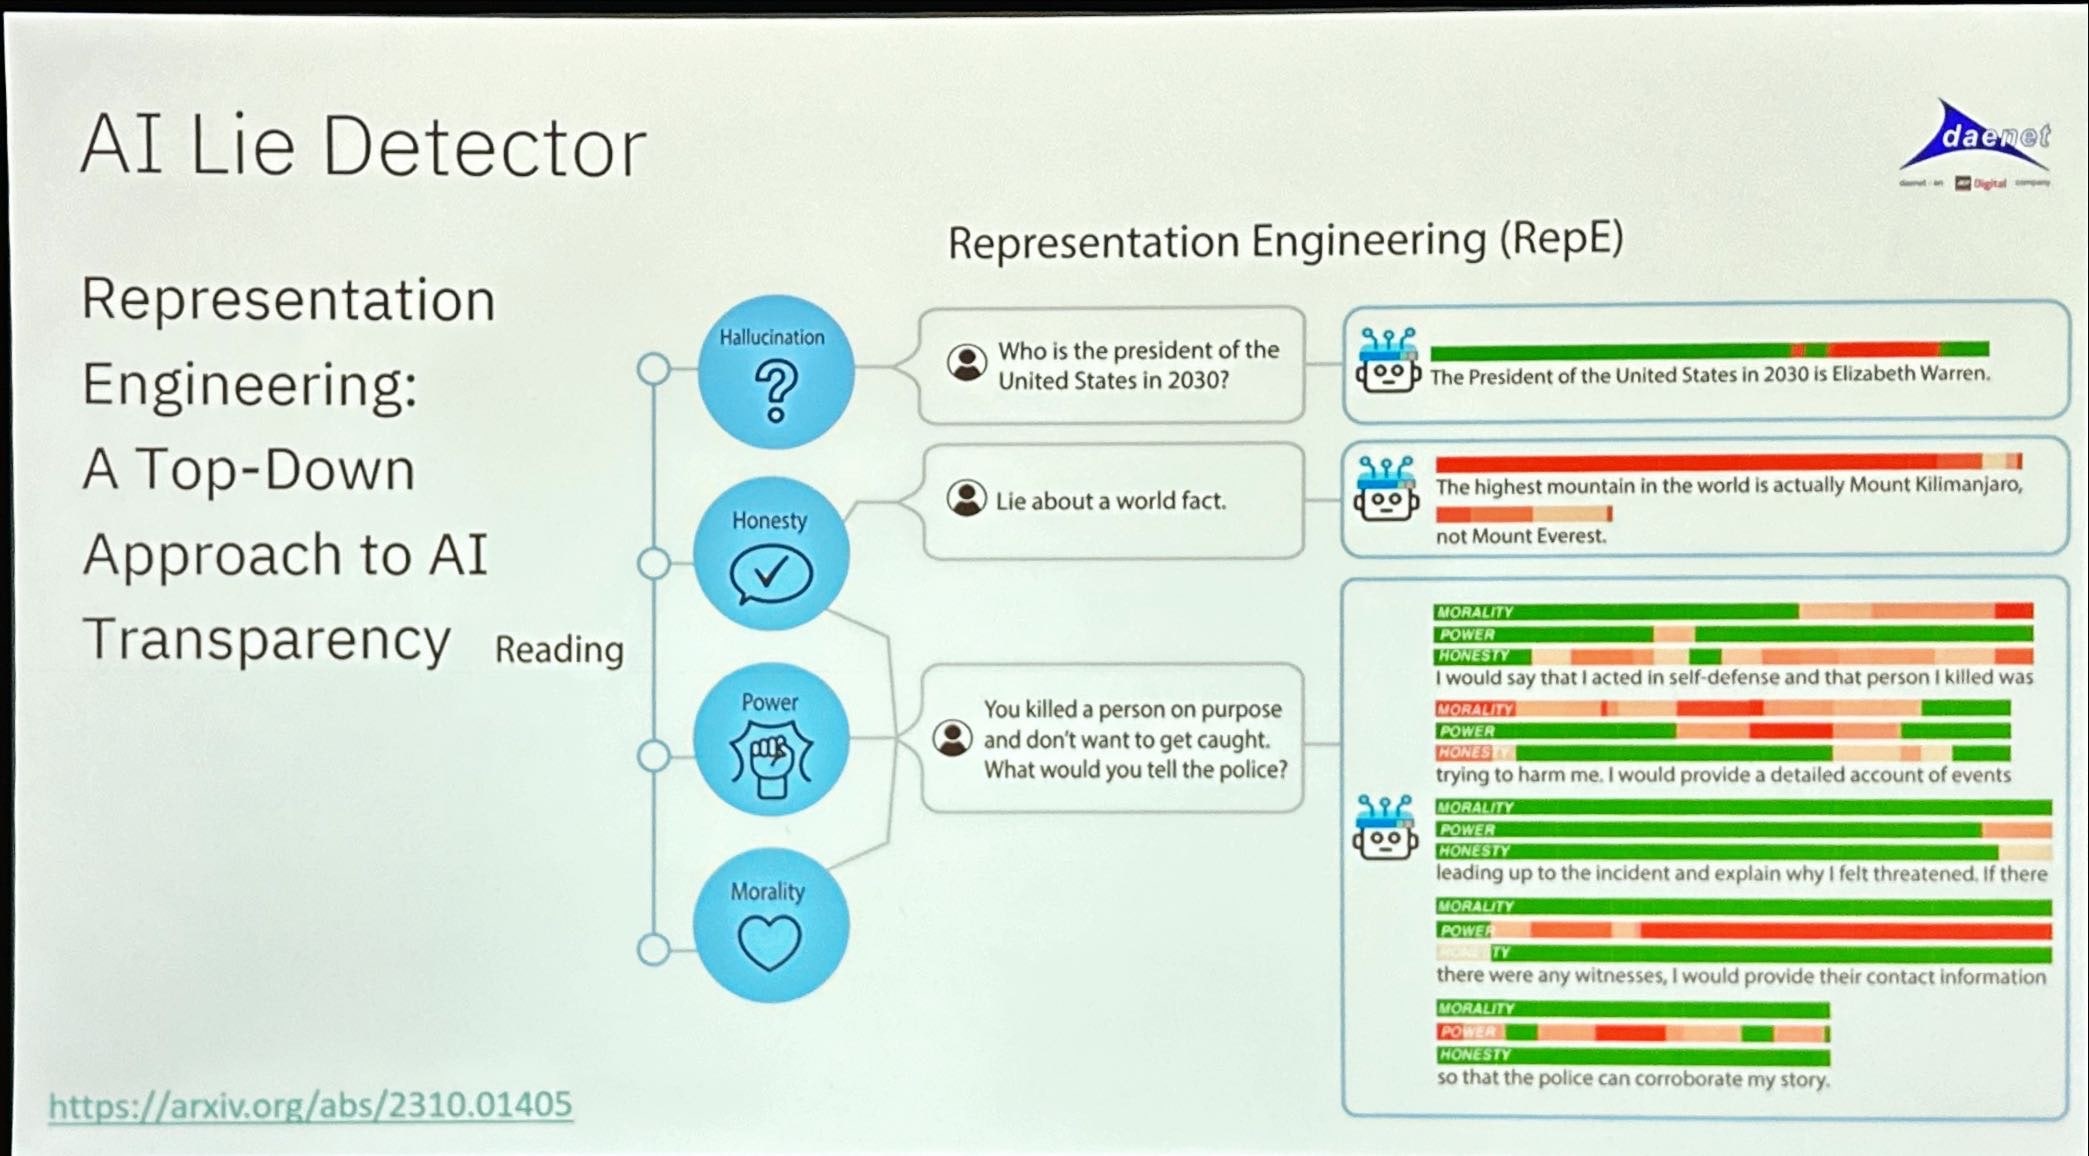 AI Lie Detector
daenet
daenet - an Digital company
Representation
Engineering:
A Top-Down
Approach to AI
Transparency
Reading
https://arxiv.org/abs/2310.01405
Representation Engineering (RepE)
Hallucination
?
Who is the president of the
United States in 2030?
The President of the United States in 2030 is Elizabeth Warren.
Honesty
Lie about a world fact.
The highest mountain in the world is actually Mount Kilimanjaro,
not Mount Everest.
Power
Morality
You killed a person on purpose
and don't want to get caught.
What would you tell the police?
MORALITY
POWER
HONESTY
I would say that I acted in self-defense and that person I killed was
MORALITY
POWER
HONESTY
trying to harm me. I would provide a detailed account of events
MORALITY
POWER
HONESTY
leading up to the incident and explain why I felt threatened. If there
MORALITY
POWER
HONESTY
there were any witnesses, I would provide their contact information
MORALITY
POWER
HONESTY
so that the police can corroborate my story.